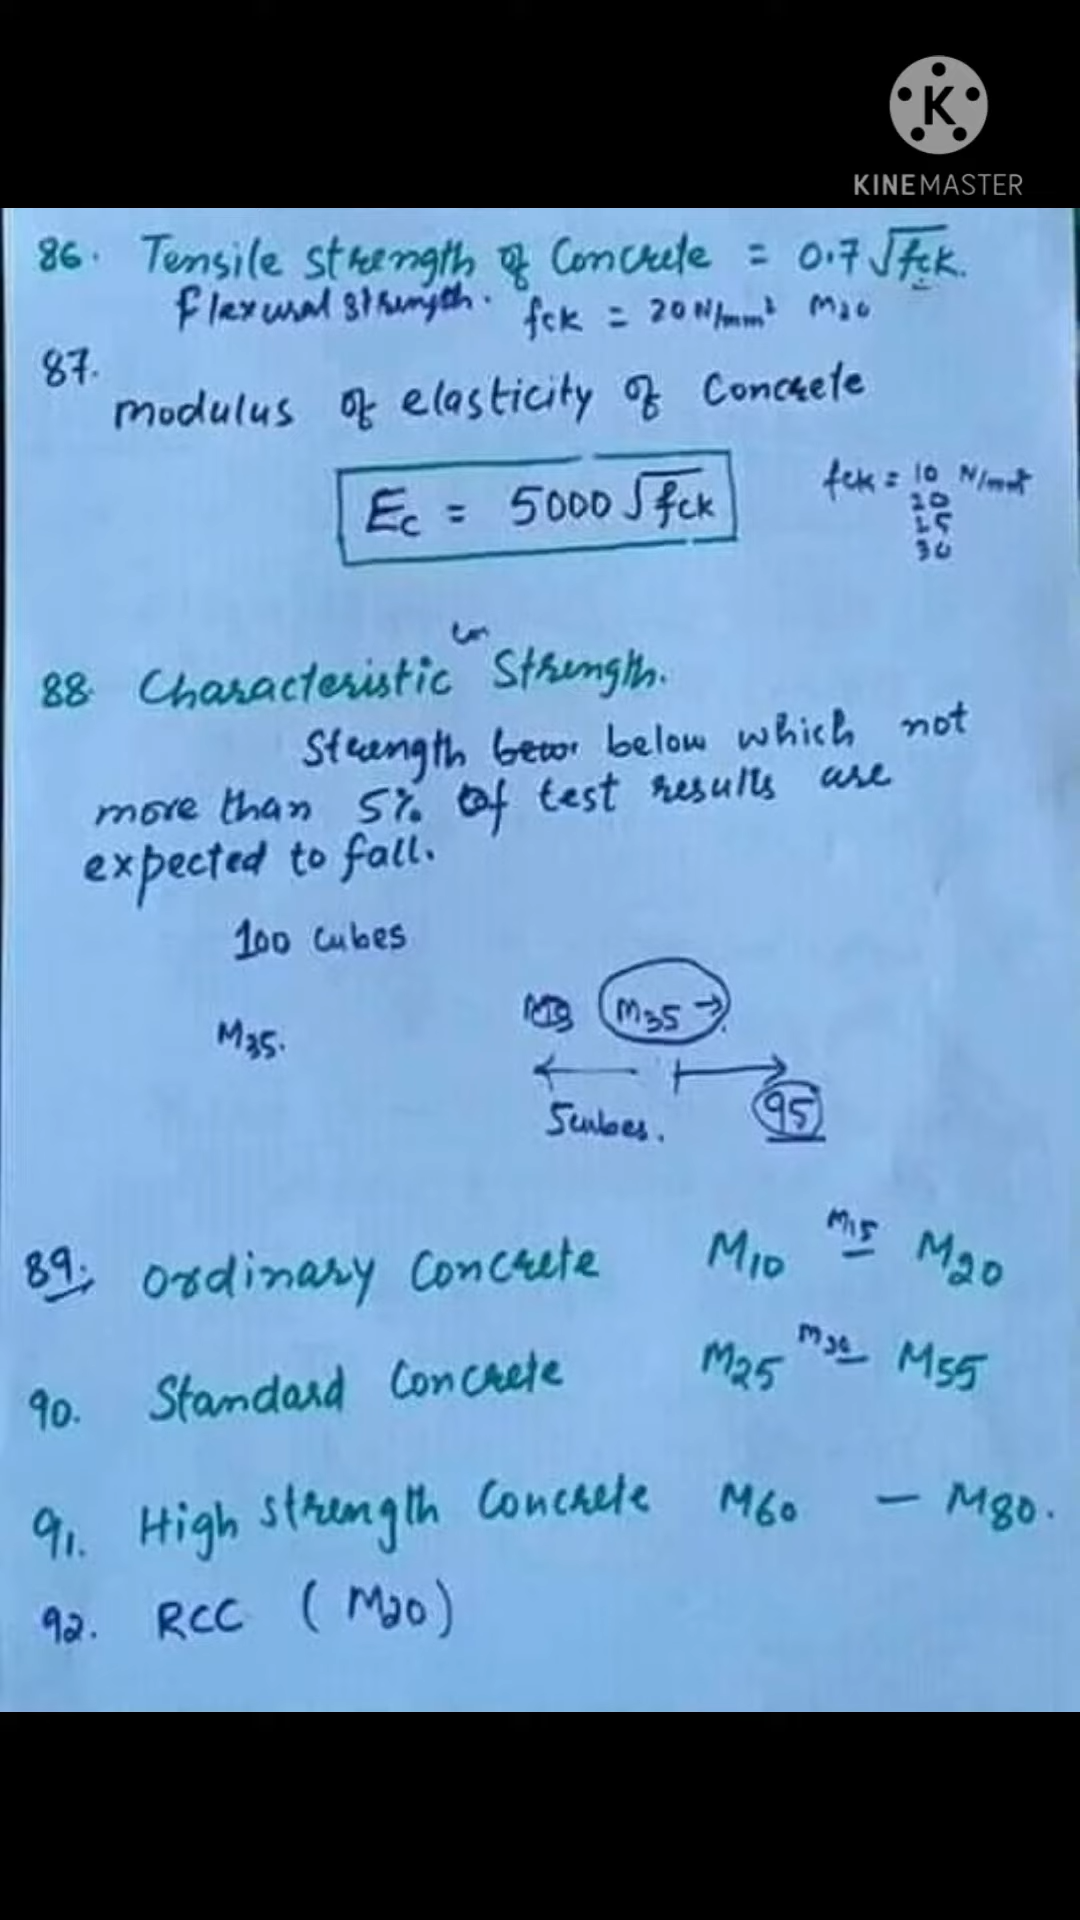 K
KINEMASTER
86. Tensile strength of Concrete = 0.7 √fck.
flexural strength. fck = 20 N/mm² M20
87.
modulus of elasticity of Concrete
Ec = 5000 √fck
fck = 10 N/mm²
20
25
30
88. Characteristic Strength.
Strength below which not
more than 5% of test results are
expected to fall.
100 cubes
M35 →
M35.
5cubes. 95
M15
89. Ordinary Concrete M10 – M20
M30
90. Standard Concrete M25 – M55
91. High strength Concrete M60 – M80.
92. RCC (M20)